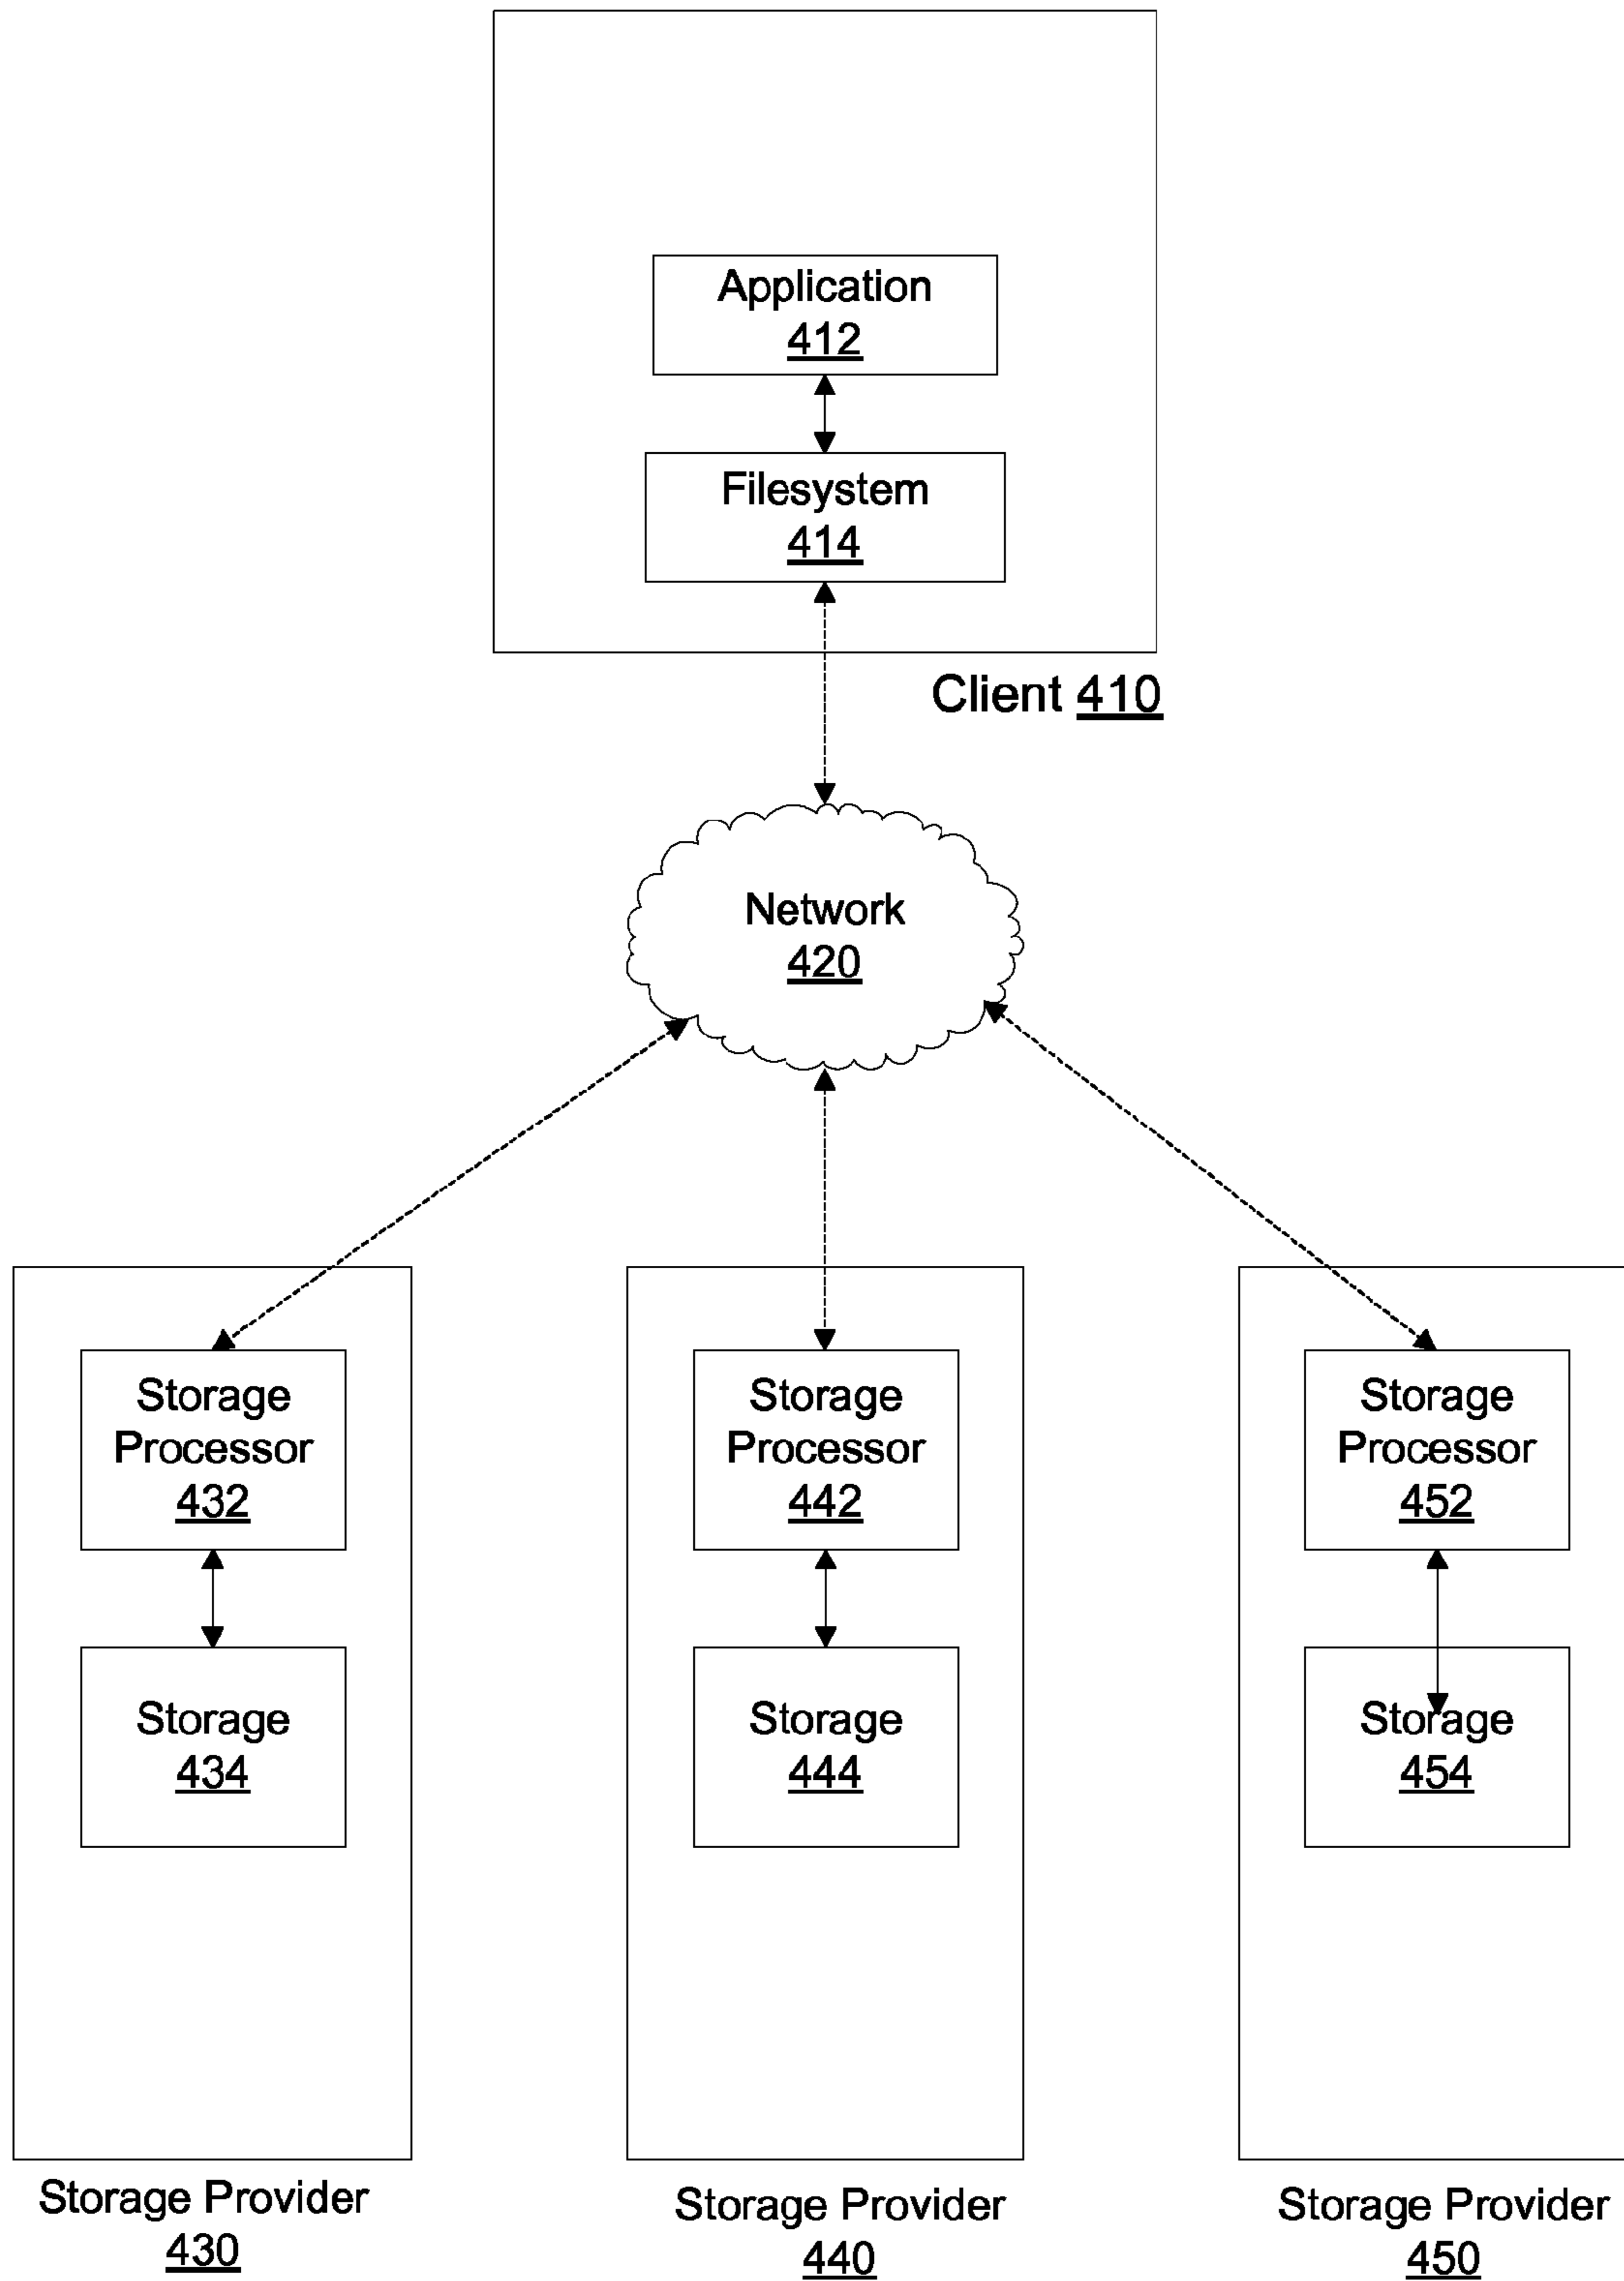 Application
412
Filesystem
414
Client 410
Network
420
Storage
Processor
432
Storage
434
Storage Provider
430
Storage
Processor
442
Storage
444
Storage Provider
440
Storage
Processor
452
Storage
454
Storage Provider
450